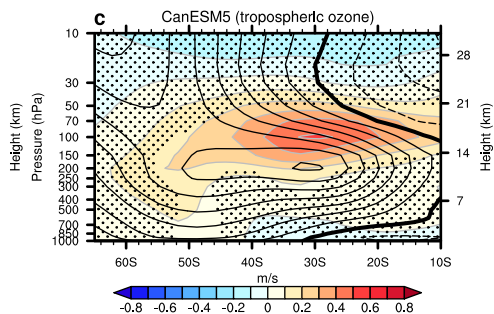 c CanESM5 (tropospheric ozone)
Height (km)
Pressure (hPa)
10
30
50
70
100
150
200
250
300
400
500
700
850
1000
28
21
14
7
Height (km)
60S 50S 40S 30S 20S 10S
m/s
-0.8 -0.6 -0.4 -0.2 0 0.2 0.4 0.6 0.8